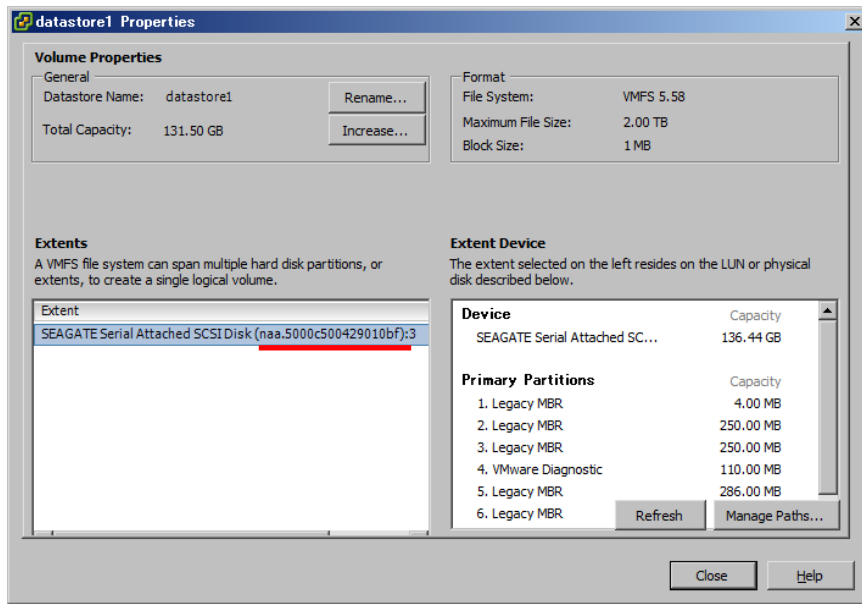 datastore1 Properties
Volume Properties
General
Datastore Name: datastore1
Rename...
Total Capacity: 131.50 GB
Increase...
Format
File System: VMFS 5.58
Maximum File Size: 2.00 TB
Block Size: 1 MB
Extents
A VMFS file system can span multiple hard disk partitions, or
extents, to create a single logical volume.
Extent
SEAGATE Serial Attached SCSI Disk (naa.5000c500429010bf):3
Extent Device
The extent selected on the left resides on the LUN or physical
disk described below.
Device Capacity
SEAGATE Serial Attached SC... 136.44 GB
Primary Partitions Capacity
1. Legacy MBR 4.00 MB
2. Legacy MBR 250.00 MB
3. Legacy MBR 250.00 MB
4. VMware Diagnostic 110.00 MB
5. Legacy MBR 286.00 MB
6. Legacy MBR
Refresh
Manage Paths...
Close
Help